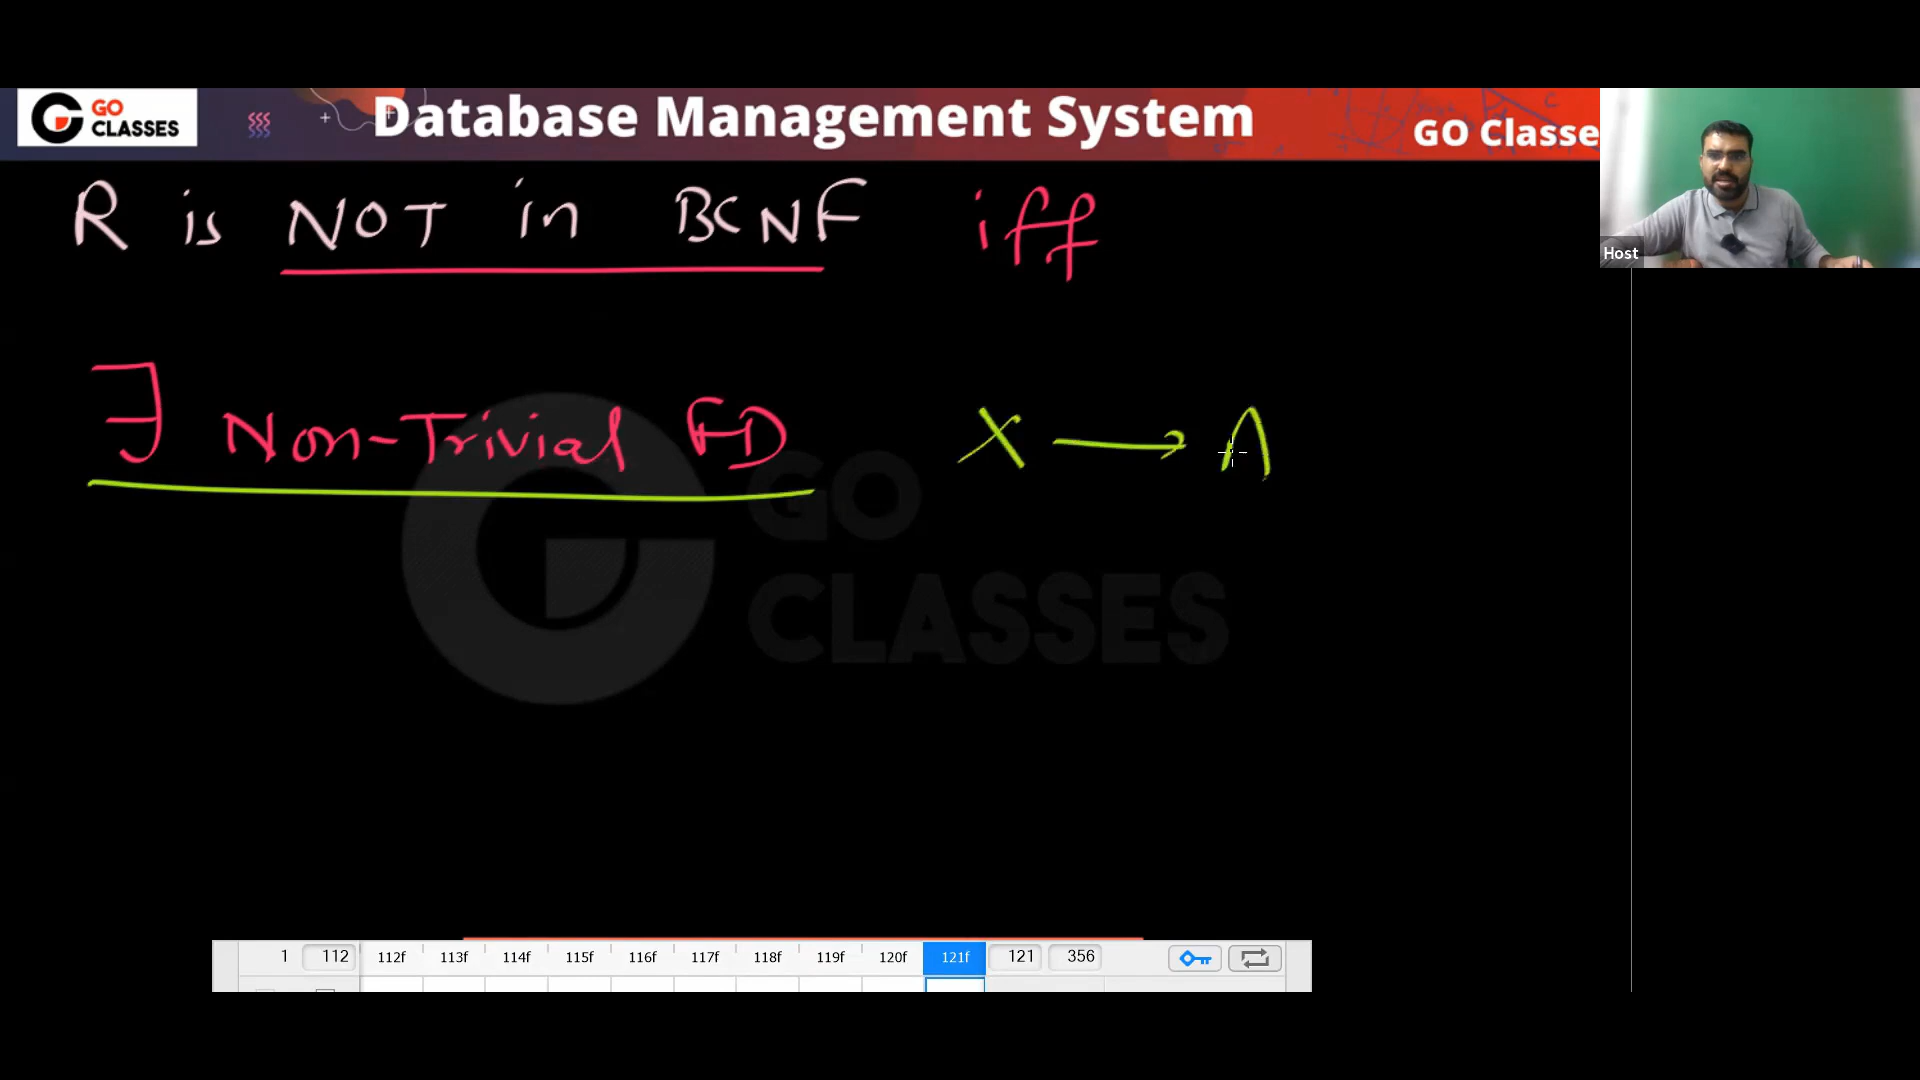 GO CLASSES
Database Management System
GO Classe
R is NOT in BCNF iff
Host
∃ Non-Trivial FD X → A
GO
CLASSES
1 112 112f 113f 114f 115f 116f 117f 118f 119f 120f 121f 121 356